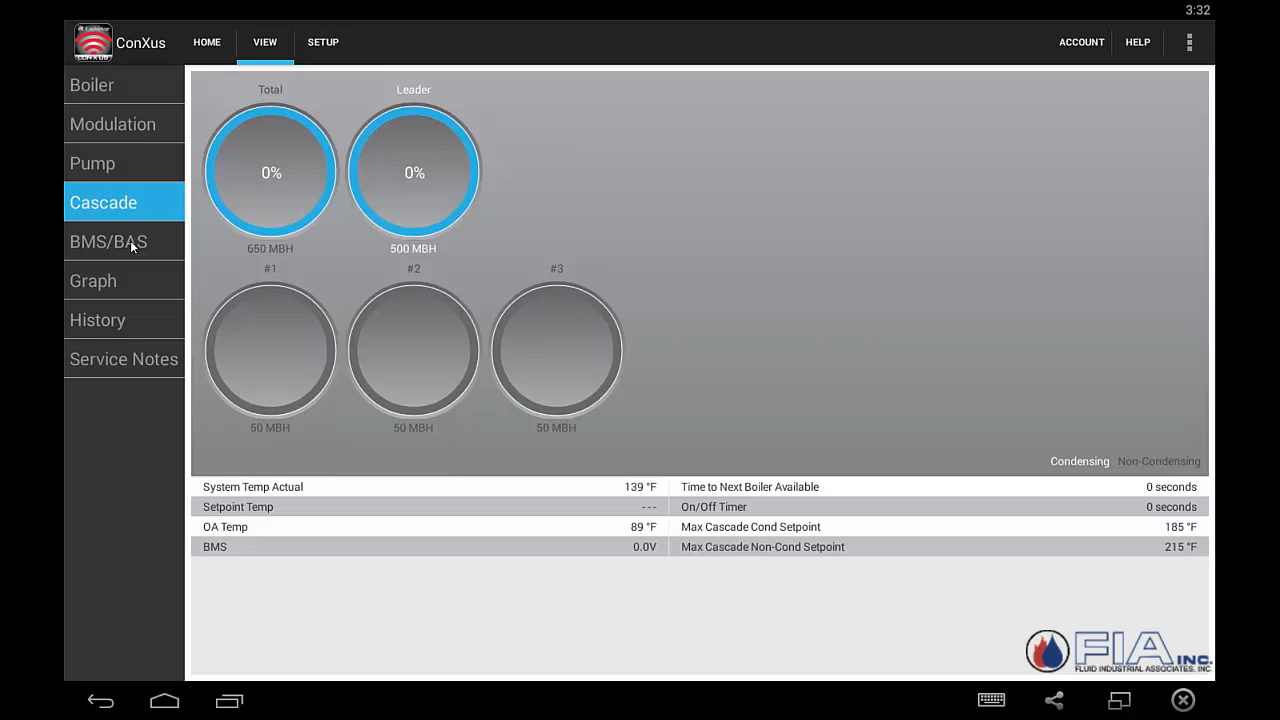 3:32
ConXus HOME VIEW SETUP ACCOUNT HELP
Boiler
Modulation
Pump
Cascade
BMS/BAS
Graph
History
Service Notes
Total Leader
0% 0%
650 MBH 500 MBH
#1 #2 #3
50 MBH 50 MBH 50 MBH
Condensing Non-Condensing
System Temp Actual 139 °F Time to Next Boiler Available 0 seconds
Setpoint Temp --- On/Off Timer 0 seconds
OA Temp 89 °F Max Cascade Cond Setpoint 185 °F
BMS 0.0V Max Cascade Non-Cond Setpoint 215 °F
FIA INC.
FLUID INDUSTRIAL ASSOCIATES, INC.